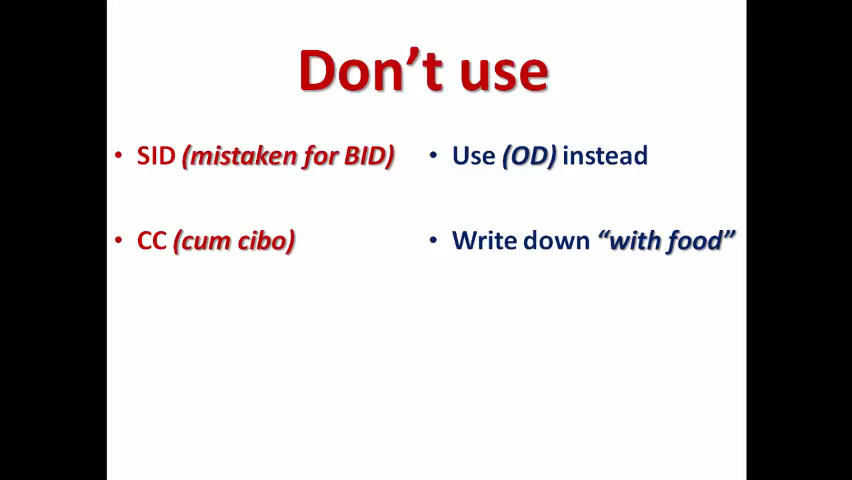 Don’t use
• SID (mistaken for BID)
• Use (OD) instead
• CC (cum cibo)
• Write down “with food”